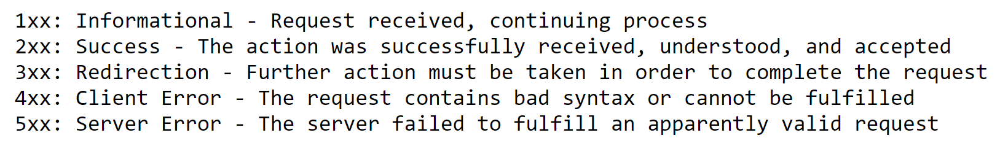 1xx: Informational - Request received, continuing process
2xx: Success - The action was successfully received, understood, and accepted
3xx: Redirection - Further action must be taken in order to complete the request
4xx: Client Error - The request contains bad syntax or cannot be fulfilled
5xx: Server Error - The server failed to fulfill an apparently valid request